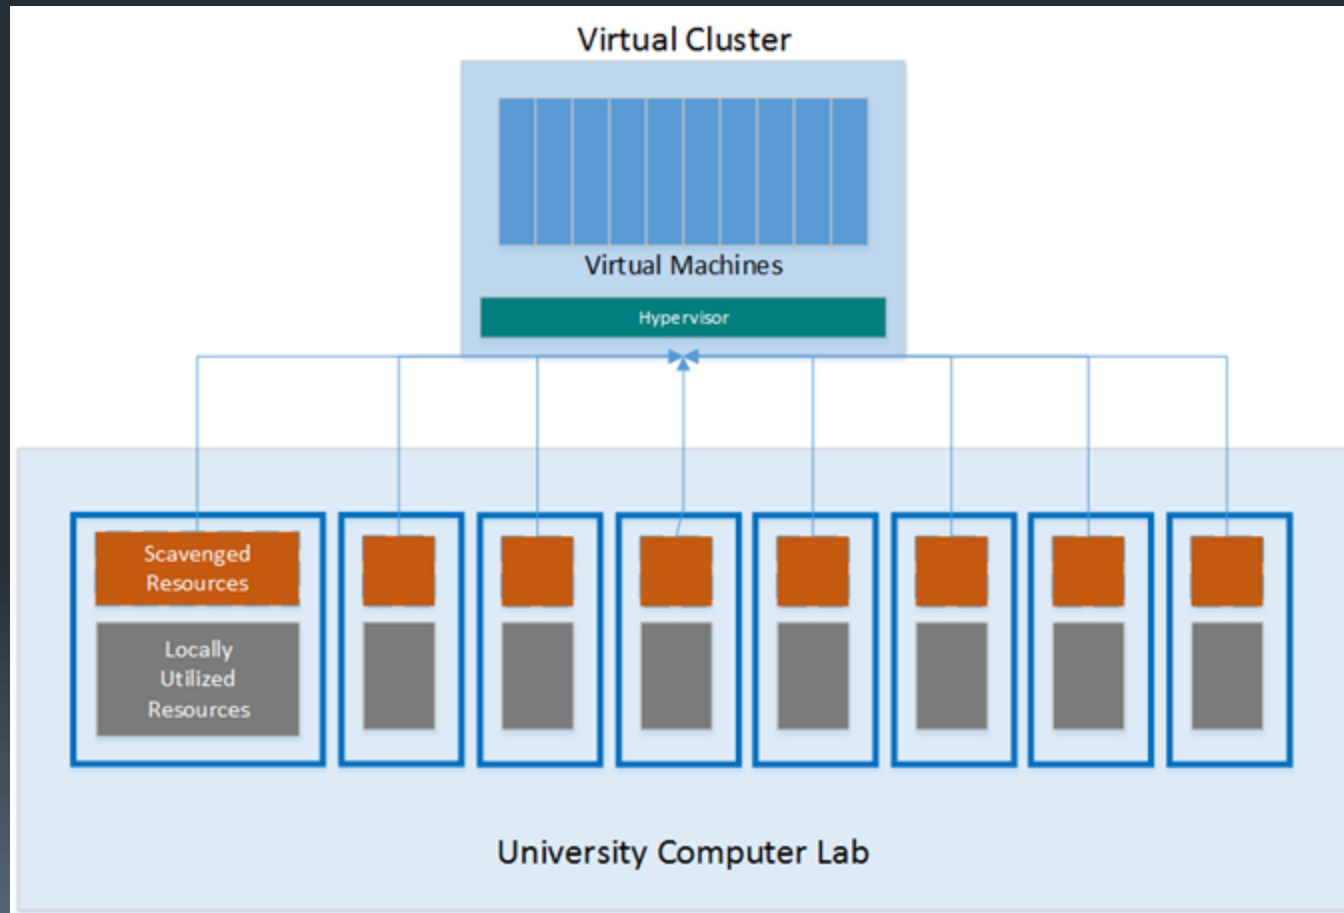 Virtual Cluster
Virtual Machines
Hypervisor
Scavenged
Resources
Locally
Utilized
Resources
University Computer Lab